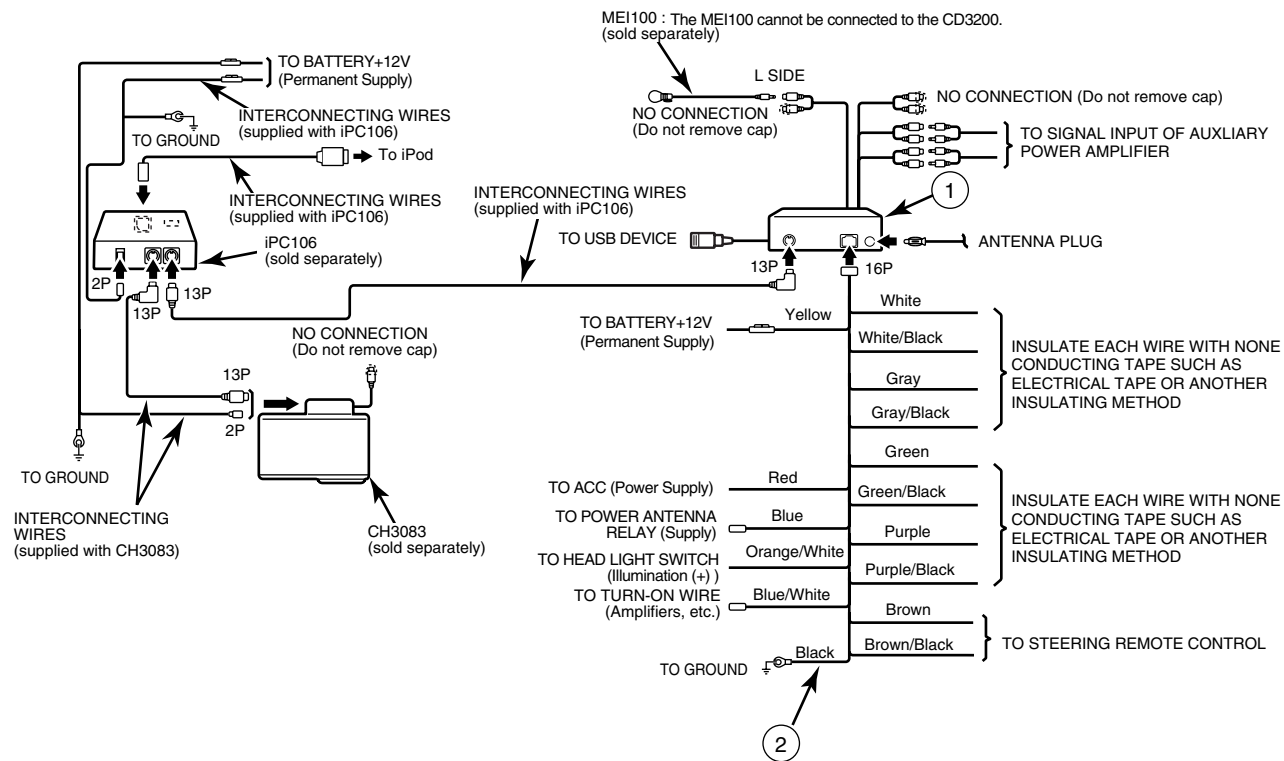 MEI100 : The MEI100 cannot be connected to the CD3200.
(sold separately)
TO BATTERY+12V
(Permanent Supply)
INTERCONNECTING WIRES
(supplied with iPC106)
TO GROUND
To iPod
INTERCONNECTING WIRES
(supplied with iPC106)
iPC106
(sold separately)
2P
13P
13P
INTERCONNECTING WIRES
(supplied with iPC106)
L SIDE
NO CONNECTION
(Do not remove cap)
NO CONNECTION (Do not remove cap)
TO SIGNAL INPUT OF AUXLIARY
POWER AMPLIFIER
1
TO USB DEVICE
ANTENNA PLUG
13P
16P
NO CONNECTION
(Do not remove cap)
13P
2P
TO GROUND
INTERCONNECTING
WIRES
(supplied with CH3083)
CH3083
(sold separately)
TO BATTERY+12V
(Permanent Supply)
Yellow
White
White/Black
Gray
Gray/Black
INSULATE EACH WIRE WITH NONE
CONDUCTING TAPE SUCH AS
ELECTRICAL TAPE OR ANOTHER
INSULATING METHOD
TO ACC (Power Supply)
Red
TO POWER ANTENNA
RELAY (Supply)
Blue
TO HEAD LIGHT SWITCH
(Illumination (+) )
Orange/White
TO TURN-ON WIRE
(Amplifiers, etc.)
Blue/White
TO GROUND
Black
Green
Green/Black
Purple
Purple/Black
INSULATE EACH WIRE WITH NONE
CONDUCTING TAPE SUCH AS
ELECTRICAL TAPE OR ANOTHER
INSULATING METHOD
Brown
Brown/Black
TO STEERING REMOTE CONTROL
2